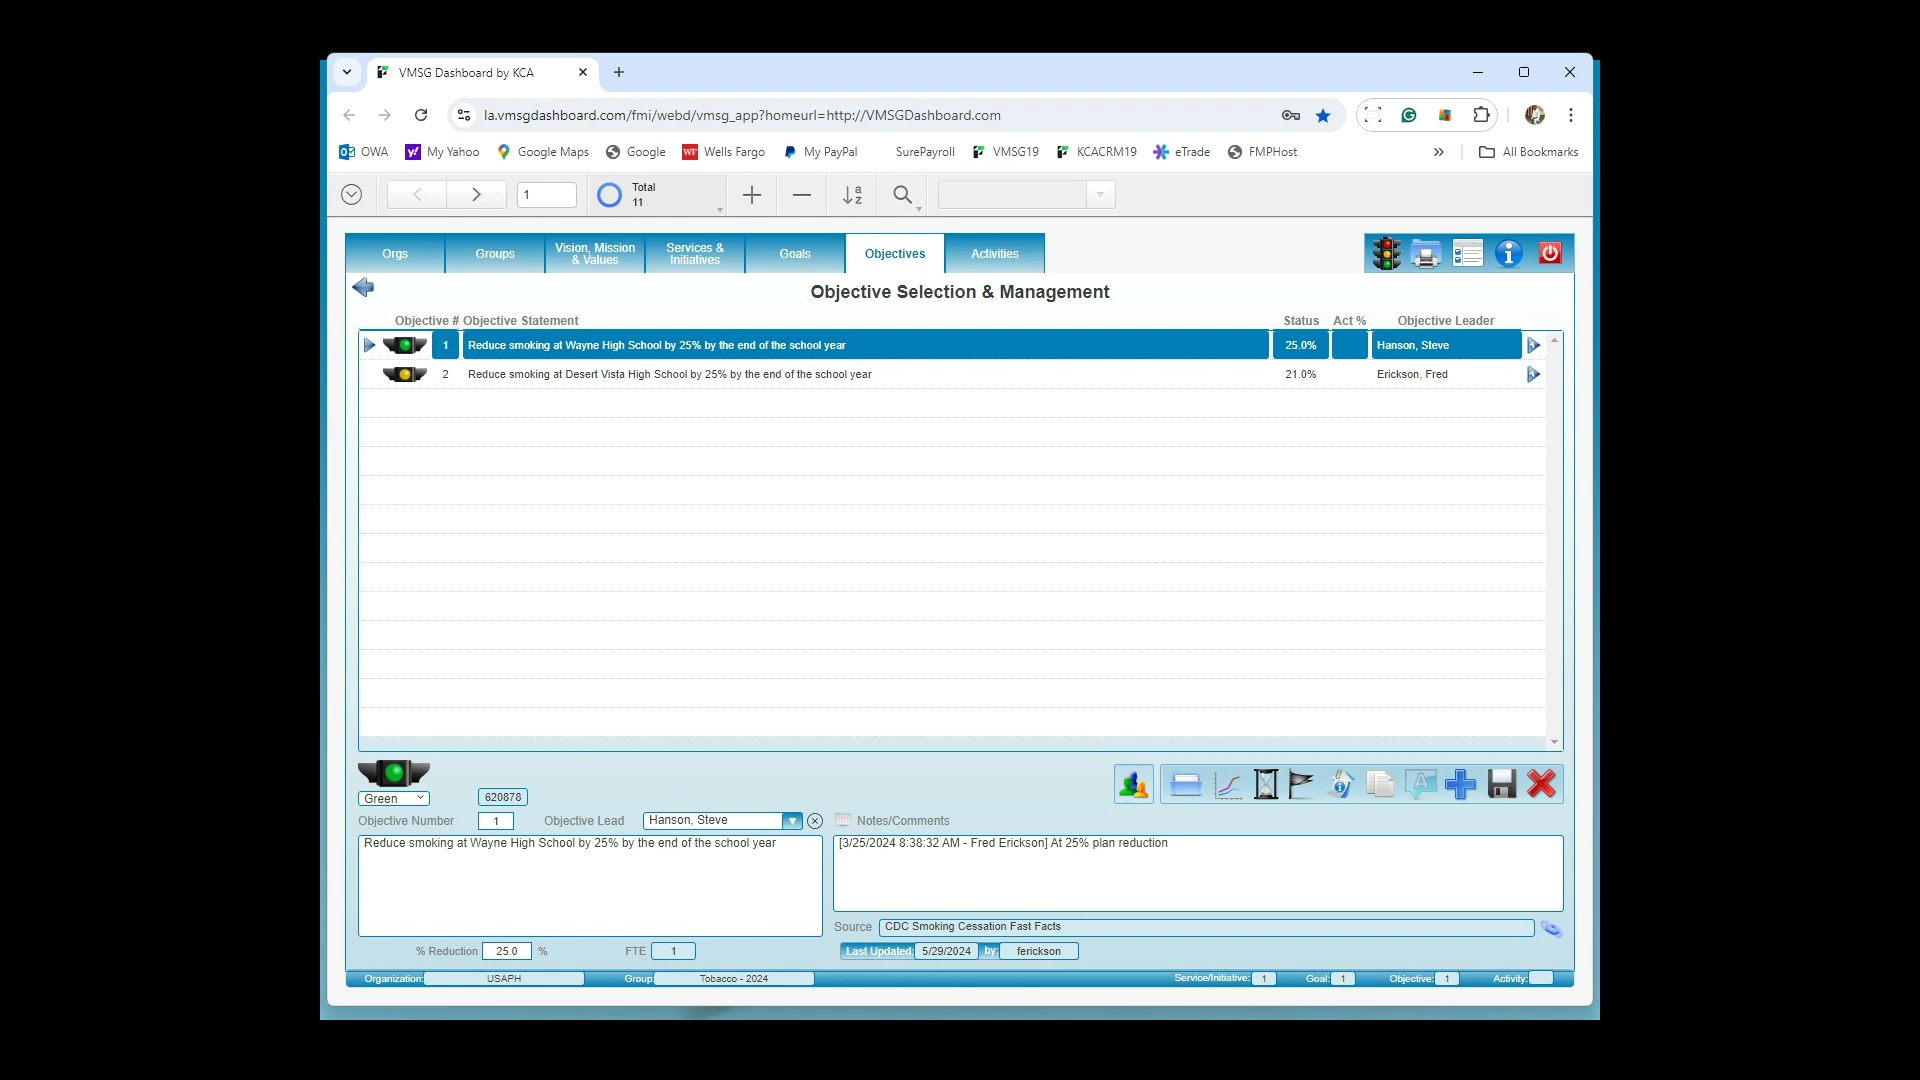 VMSG Dashboard by KCA
la.vmsgdashboard.com/fmi/webd/vmsg_app?homeurl=http://VMSGDashboard.com
OWA My Yahoo Google Maps Google Wells Fargo My PayPal SurePayroll VMSG19 KCACRM19 eTrade FMPHost » All Bookmarks
1 Total
11
Orgs Groups Vision, Mission & Values Services & Initiatives Goals Objectives Activities
Objective Selection & Management
Objective # Objective Statement Status Act % Objective Leader
1 Reduce smoking at Wayne High School by 25% by the end of the school year 25.0% Hanson, Steve
2 Reduce smoking at Desert Vista High School by 25% by the end of the school year 21.0% Erickson, Fred
Green 620878
Objective Number 1 Objective Lead Hanson, Steve Notes/Comments
Reduce smoking at Wayne High School by 25% by the end of the school year [3/25/2024 8:38:32 AM - Fred Erickson] At 25% plan reduction
Source CDC Smoking Cessation Fast Facts
% Reduction 25.0 % FTE 1 Last Updated: 5/29/2024 by: ferickson
Organization: USAPH Group: Tobacco - 2024 Service/Initiative: 1 Goal: 1 Objective: 1 Activity: